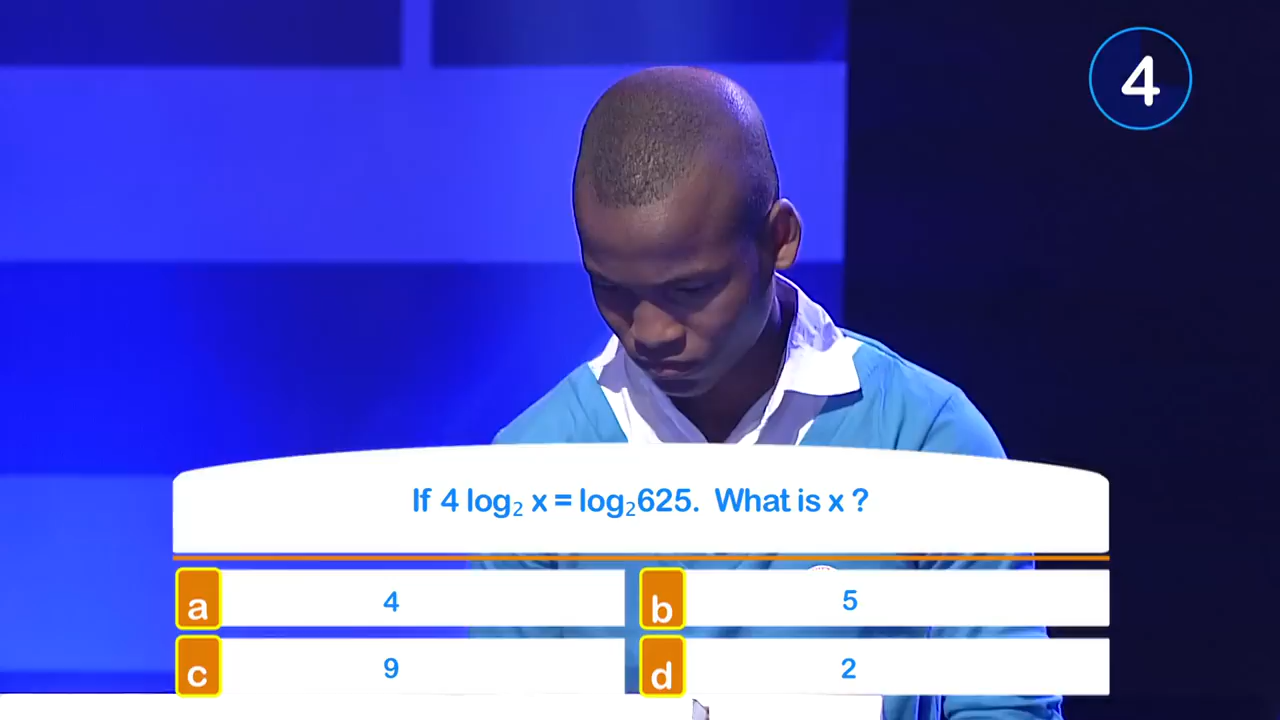 4
If 4 log₂ x = log₂625. What is x ?
a 4
b 5
c 9
d 2